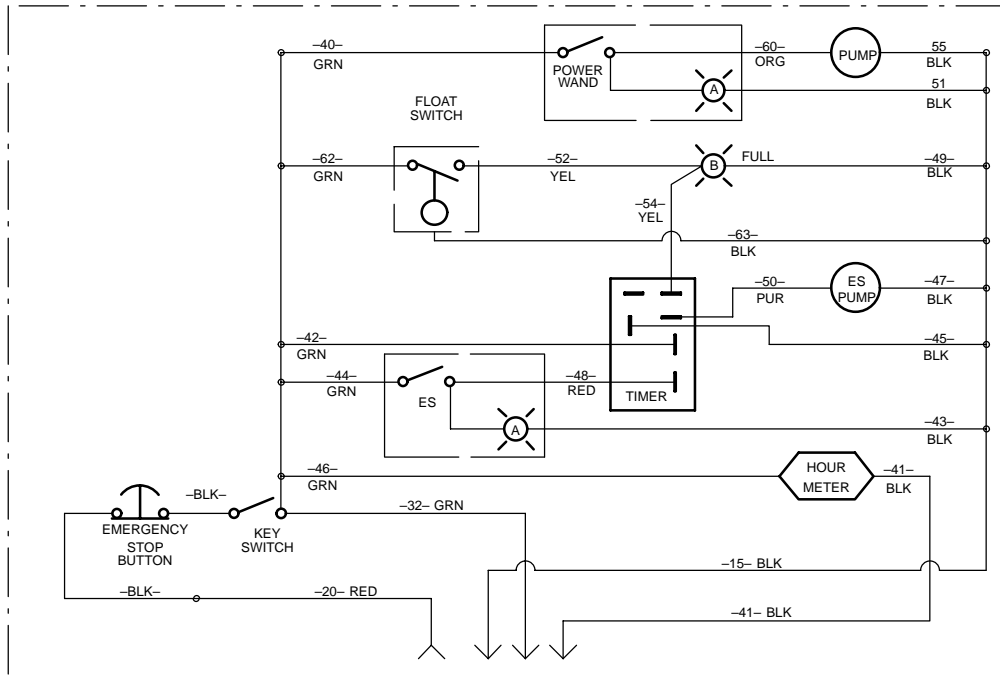 –40–
GRN
POWER
WAND
A
–60–
ORG
PUMP
55
BLK
51
BLK
FLOAT
SWITCH
–62–
GRN
–52–
YEL
B
FULL
–49–
BLK
–54–
YEL
–63–
BLK
–50–
PUR
ES
PUMP
–47–
BLK
–42–
GRN
–45–
BLK
–44–
GRN
ES
–48–
RED
TIMER
A
–43–
BLK
–46–
GRN
HOUR
METER
–41–
BLK
–BLK–
EMERGENCY
STOP
BUTTON
KEY
SWITCH
–32– GRN
–15– BLK
–BLK–
–20– RED
–41– BLK